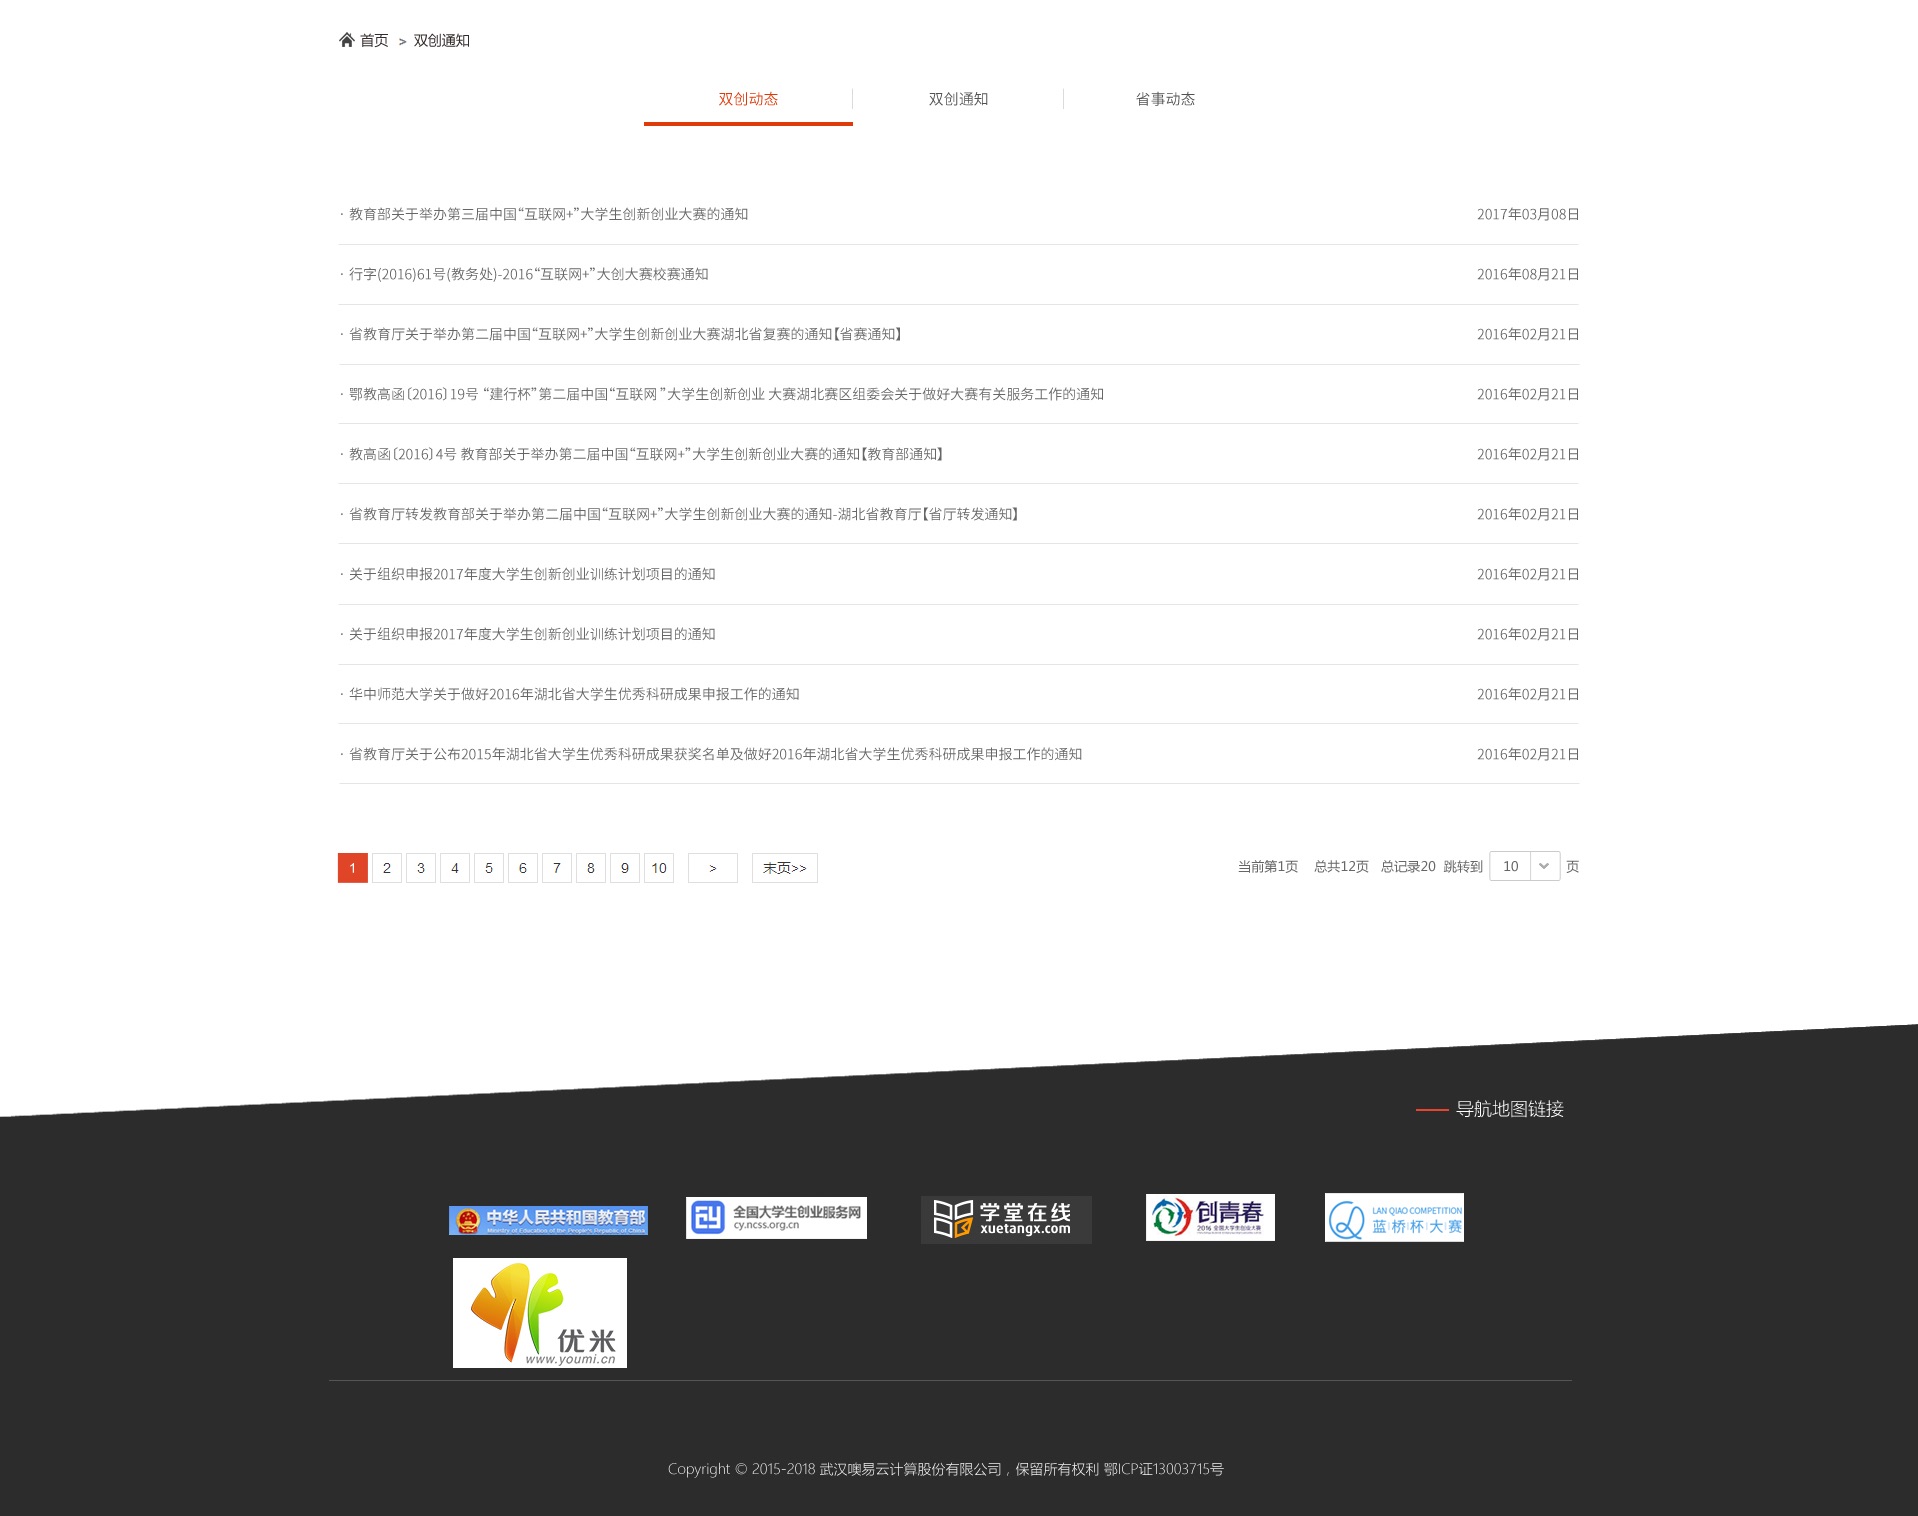 首页 > 双创通知
双创动态 双创通知 省事动态
· 教育部关于举办第三届中国“互联网+”大学生创新创业大赛的通知 2017年03月08日
· 行字(2016)61号(教务处)-2016“互联网+”大创大赛校赛通知 2016年08月21日
· 省教育厅关于举办第二届中国“互联网+”大学生创新创业大赛湖北省复赛的通知【省赛通知】 2016年02月21日
· 鄂教高函〔2016〕19号 “建行杯”第二届中国“互联网 ”大学生创新创业 大赛湖北赛区组委会关于做好大赛有关服务工作的通知 2016年02月21日
· 教高函〔2016〕4号 教育部关于举办第二届中国“互联网+”大学生创新创业大赛的通知【教育部通知】 2016年02月21日
· 省教育厅转发教育部关于举办第二届中国“互联网+”大学生创新创业大赛的通知-湖北省教育厅【省厅转发通知】 2016年02月21日
· 关于组织申报2017年度大学生创新创业训练计划项目的通知 2016年02月21日
· 关于组织申报2017年度大学生创新创业训练计划项目的通知 2016年02月21日
· 华中师范大学关于做好2016年湖北省大学生优秀科研成果申报工作的通知 2016年02月21日
· 省教育厅关于公布2015年湖北省大学生优秀科研成果获奖名单及做好2016年湖北省大学生优秀科研成果申报工作的通知 2016年02月21日
1 2 3 4 5 6 7 8 9 10 > 末页>> 当前第1页 总共12页 总记录20 跳转到 10 页
导航地图链接
中华人民共和国教育部
Ministry of Education of the People's Republic of China
全国大学生创业服务网
cy.ncss.org.cn
学堂在线
xuetangx.com
创青春
2016 全国大学生创业大赛
LAN QIAO COMPETITION
蓝桥杯大赛
优米
www.youmi.cn
Copyright © 2015-2018 武汉噢易云计算股份有限公司，保留所有权利 鄂ICP证13003715号